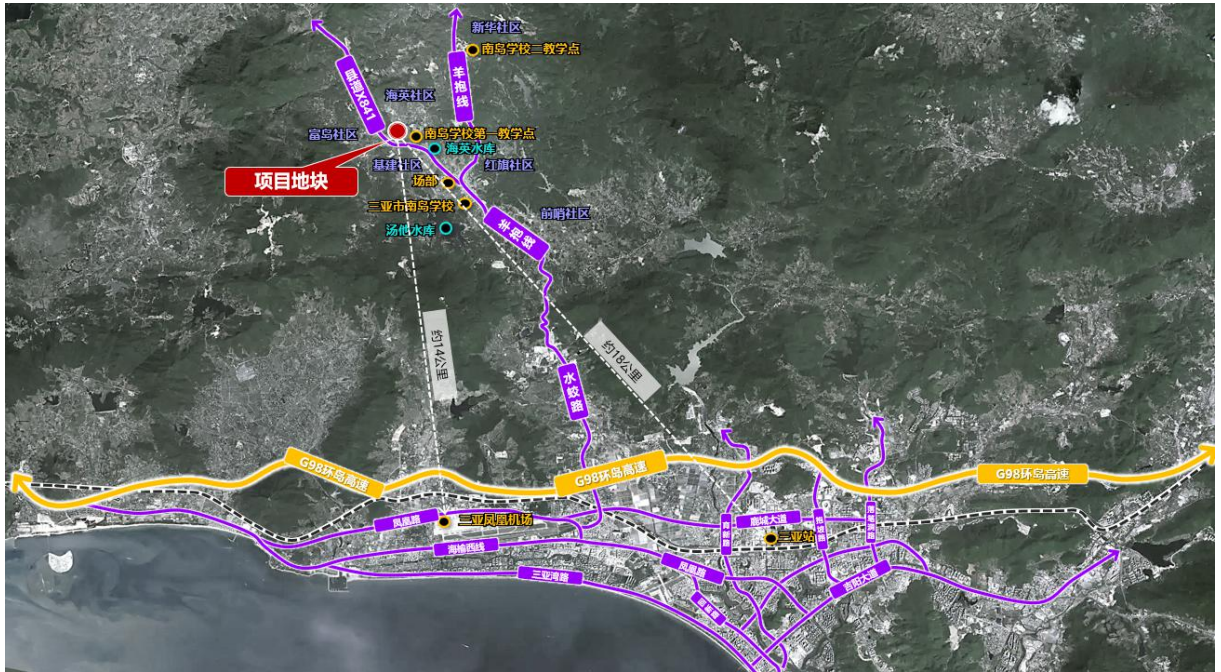 新华社区
南岛学校二教学点
县道X841
羊抱线
海英社区
富岛社区
南岛学校第一教学点
海英水库
基建社区
红旗社区
项目地块
场部
三亚市南岛学校
前哨社区
羊抱线
汤他水库
约14公里
约18公里
水蛟路
G98环岛高速
G98环岛高速
G98环岛高速
凤凰路
三亚凤凰机场
鹿城大道
三亚站
落笔洞路
海榆西线
凤凰路
三亚湾路
吉阳大道